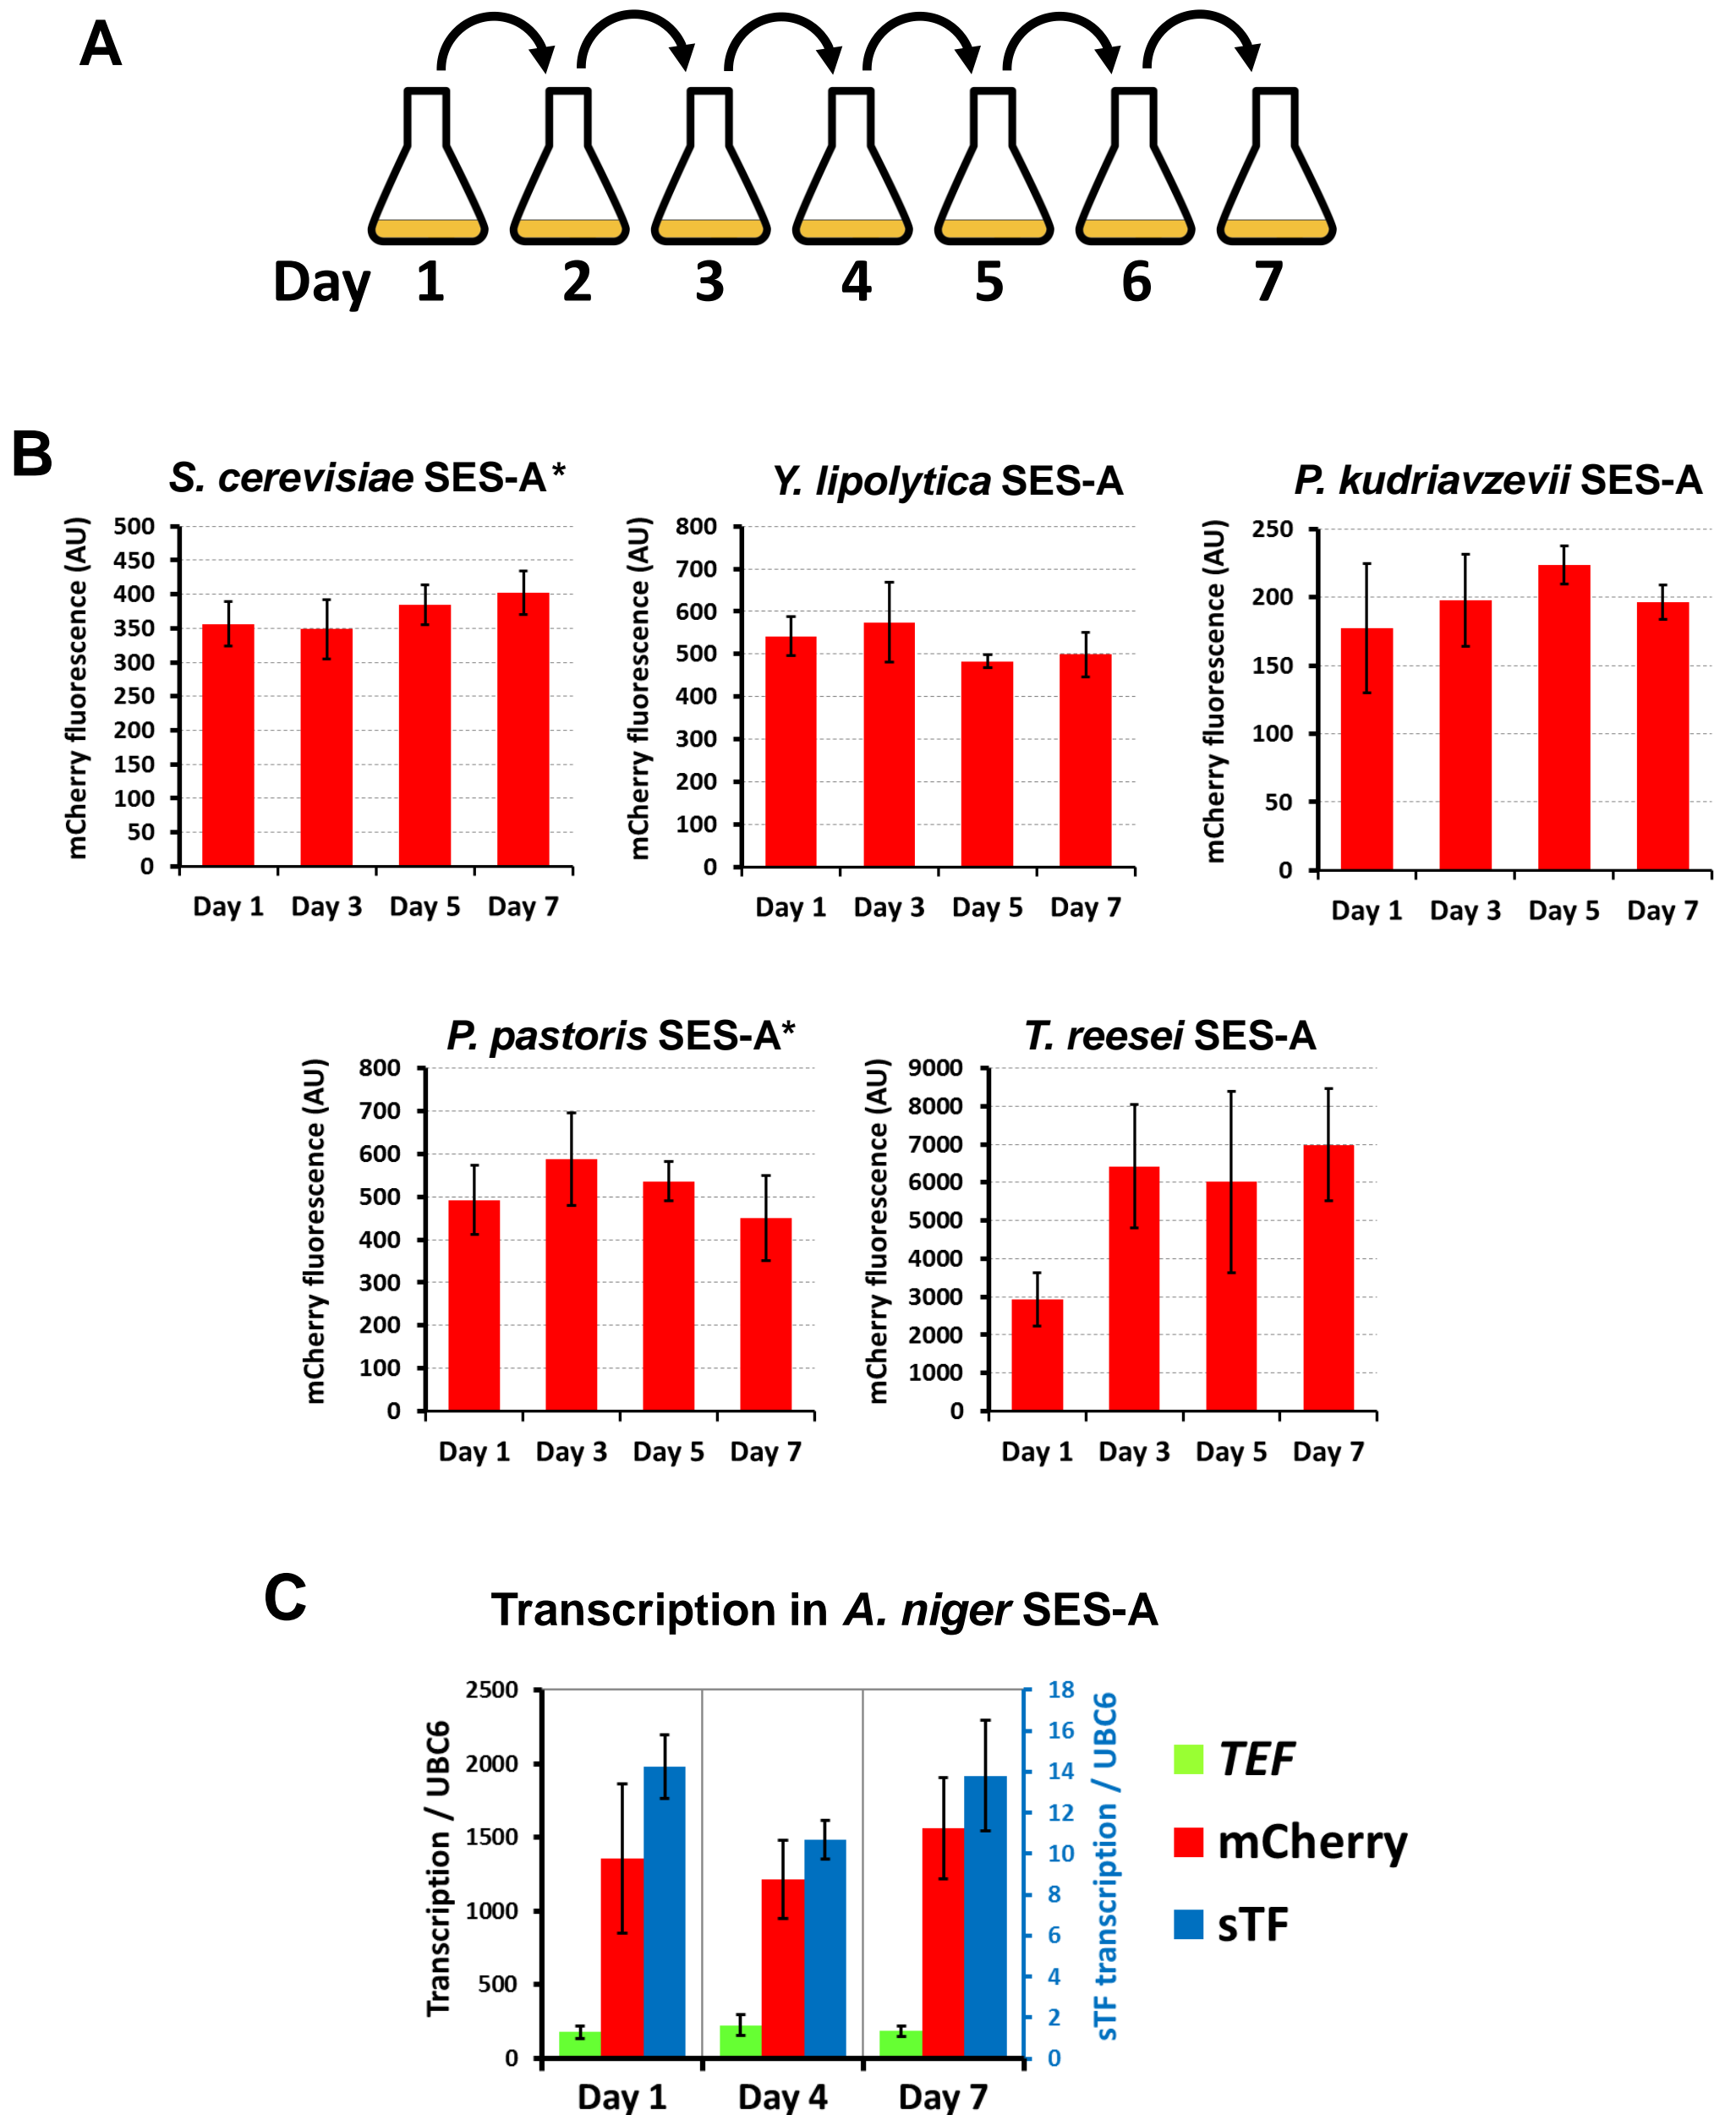 A
Day 1 2 3 4 5 6 7
B
S. cerevisiae SES-A*
mCherry fluorescence (AU)
500
450
400
350
300
250
200
150
100
50
0
Day 1 Day 3 Day 5 Day 7
Y. lipolytica SES-A
mCherry fluorescence (AU)
800
700
600
500
400
300
200
100
0
Day 1 Day 3 Day 5 Day 7
P. kudriavzevii SES-A
mCherry fluorescence (AU)
250
200
150
100
50
0
Day 1 Day 3 Day 5 Day 7
P. pastoris SES-A*
mCherry fluorescence (AU)
800
700
600
500
400
300
200
100
0
Day 1 Day 3 Day 5 Day 7
T. reesei SES-A
mCherry fluorescence (AU)
9000
8000
7000
6000
5000
4000
3000
2000
1000
0
Day 1 Day 3 Day 5 Day 7
C
Transcription in A. niger SES-A
Transcription / UBC6
2500
2000
1500
1000
500
0
Day 1 Day 4 Day 7
18
16
14
12
10
8
6
4
2
0
sTF transcription / UBC6
TEF
mCherry
sTF